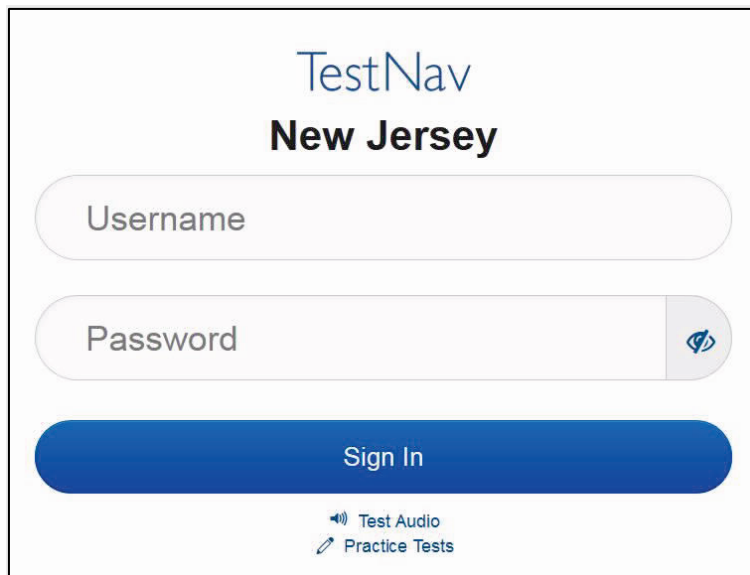 TestNav
New Jersey
Username
Password
Sign In
Test Audio
Practice Tests